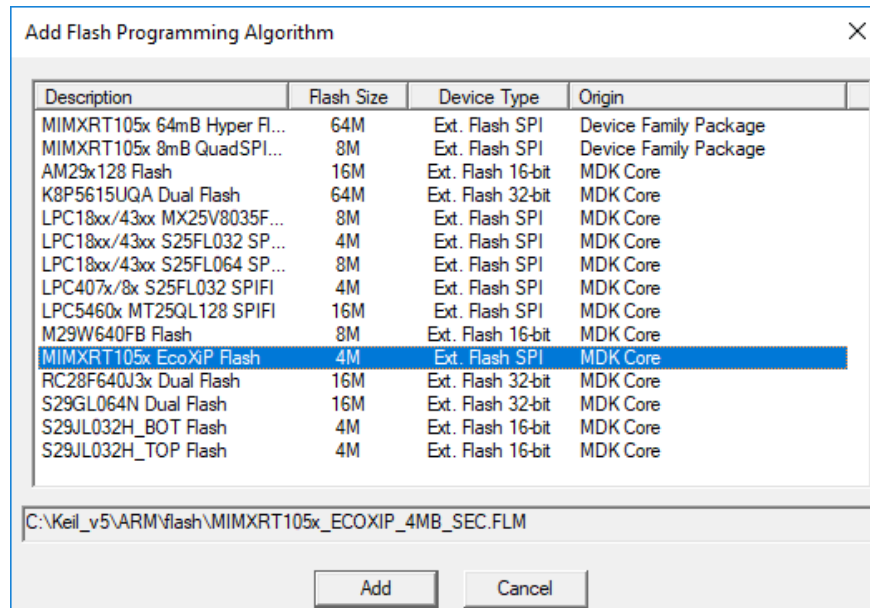 Add Flash Programming Algorithm
Description Flash Size Device Type Origin
MIMXRT105x 64mB Hyper Fl... 64M Ext. Flash SPI Device Family Package
MIMXRT105x 8mB QuadSPI... 8M Ext. Flash SPI Device Family Package
AM29x128 Flash 16M Ext. Flash 16-bit MDK Core
K8P5615UQA Dual Flash 64M Ext. Flash 32-bit MDK Core
LPC18xx/43xx MX25V8035F... 8M Ext. Flash SPI MDK Core
LPC18xx/43xx S25FL032 SP... 4M Ext. Flash SPI MDK Core
LPC18xx/43xx S25FL064 SP... 8M Ext. Flash SPI MDK Core
LPC407x/8x S25FL032 SPIFI 4M Ext. Flash SPI MDK Core
LPC5460x MT25QL128 SPIFI 16M Ext. Flash SPI MDK Core
M29W640FB Flash 8M Ext. Flash 16-bit MDK Core
MIMXRT105x EcoXiP Flash 4M Ext. Flash SPI MDK Core
RC28F640J3x Dual Flash 16M Ext. Flash 32-bit MDK Core
S29GL064N Dual Flash 16M Ext. Flash 32-bit MDK Core
S29JL032H_BOT Flash 4M Ext. Flash 16-bit MDK Core
S29JL032H_TOP Flash 4M Ext. Flash 16-bit MDK Core
C:\Keil_v5\ARM\flash\MIMXRT105x_ECOXIP_4MB_SEC.FLM
Add Cancel